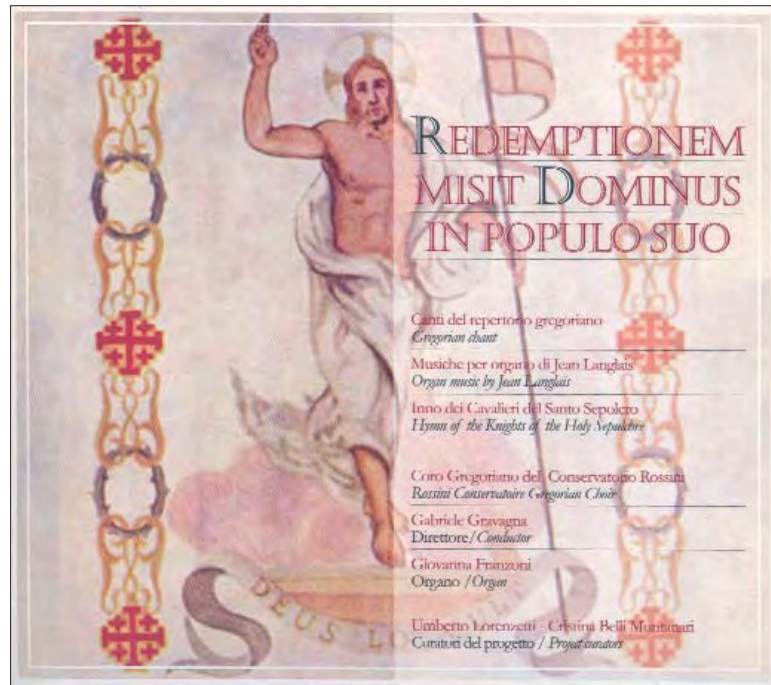 REDEMPTIONEM
MISIT DOMINUS
IN POPULO SUO
Canti del repertorio gregoriano
Gregorian chant
Musiche per organo di Jean Langlais
Organ music by Jean Langlais
Inno dei Cavalieri del Santo Sepolcro
Hymn of the Knights of the Holy Sepulchre
Coro Gregoriano del Conservatorio Rossini
Rossini Conservatoire Gregorian Choir
Gabriele Gravagna
Direttore/Conductor
Giovanna Franzoni
Organo /Organ
Umberto Lorenzetti - Cristina Belli Montanari
Curatori del progetto / Project curators
DEUS LO